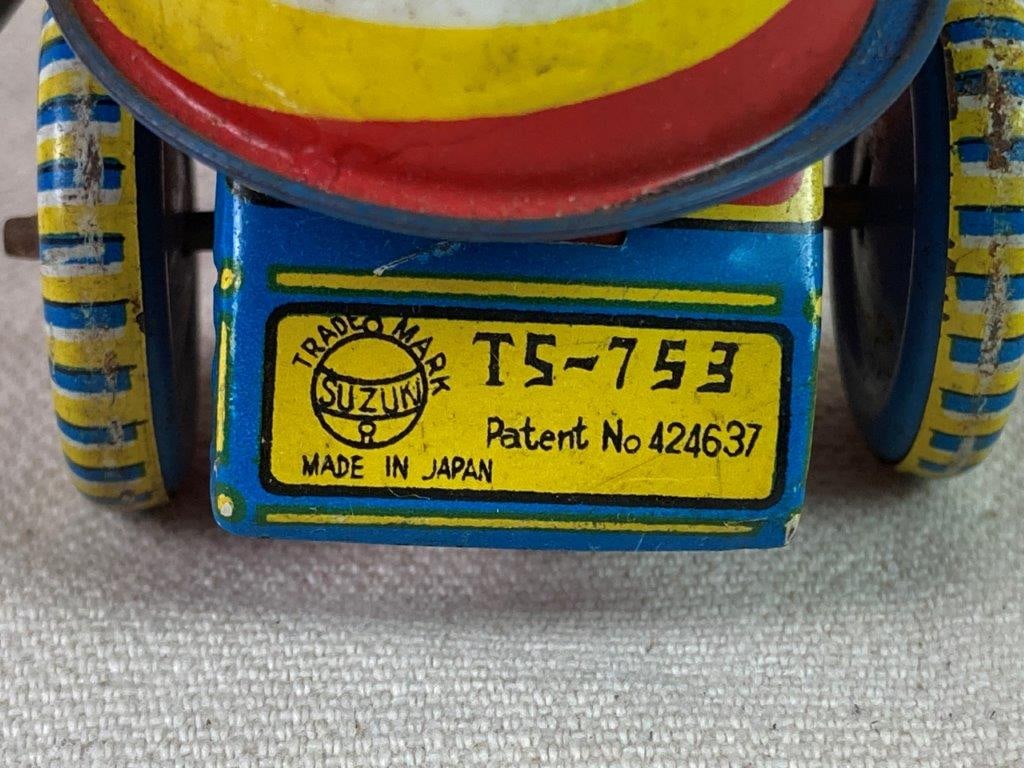 TRADE MARK
SUZUKI
TS-753
Patent No 424637
MADE IN JAPAN